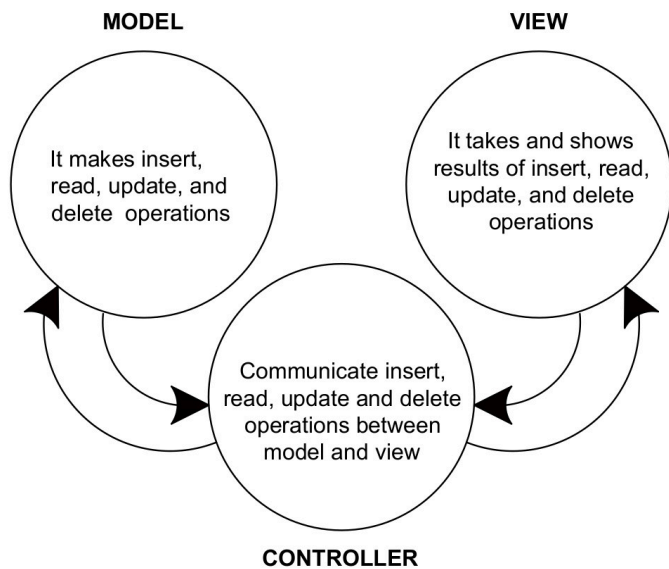 MODEL
VIEW
It makes insert,
read, update, and
delete operations
It takes and shows
results of insert, read,
update, and delete
operations
Communicate insert,
read, update and delete
operations between
model and view
CONTROLLER